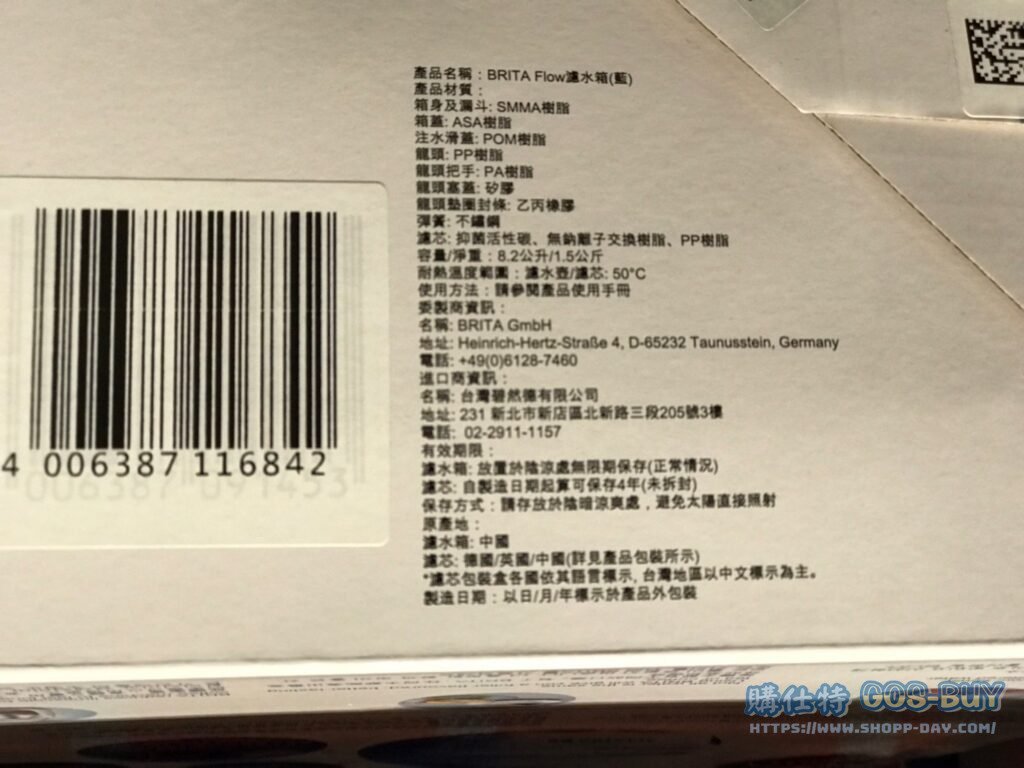 產品名稱：BRITA Flow濾水箱(藍)
產品材質：
箱身及漏斗: SMMA樹脂
箱蓋: ASA樹脂
注水滑蓋: POM樹脂
龍頭: PP樹脂
龍頭把手: PA樹脂
龍頭塞蓋: 矽膠
龍頭墊圈封條: 乙丙橡膠
彈簧: 不鏽鋼
濾芯: 抑菌活性碳、無鈉離子交換樹脂、PP樹脂
容量/淨重：8.2公升/1.5公斤
耐熱溫度範圍：濾水壺/濾芯: 50°C
使用方法：請參閱產品使用手冊
委製商資訊：
名稱: BRITA GmbH
地址: Heinrich-Hertz-Straße 4, D-65232 Taunusstein, Germany
電話: +49(0)6128-7460
進口商資訊：
名稱: 台灣碧然德有限公司
地址: 231 新北市新店區北新路三段205號3樓
電話: 02-2911-1157
有效期限：
濾水箱: 放置於陰涼處無限期保存(正常情況)
濾芯: 自製造日期起算可保存4年(未拆封)
保存方式：請存放於陰暗涼爽處，避免太陽直接照射
原產地：
濾水箱: 中國
濾芯: 德國/英國/中國(詳見產品包裝所示)
*濾芯包裝盒各國依其語言標示, 台灣地區以中文標示為主。
製造日期：以日/月/年標示於產品外包裝
4 006387 116842
006387 091453
購仕特 GOS-BUY
HTTPS://WWW.SHOPP-DAY.COM/